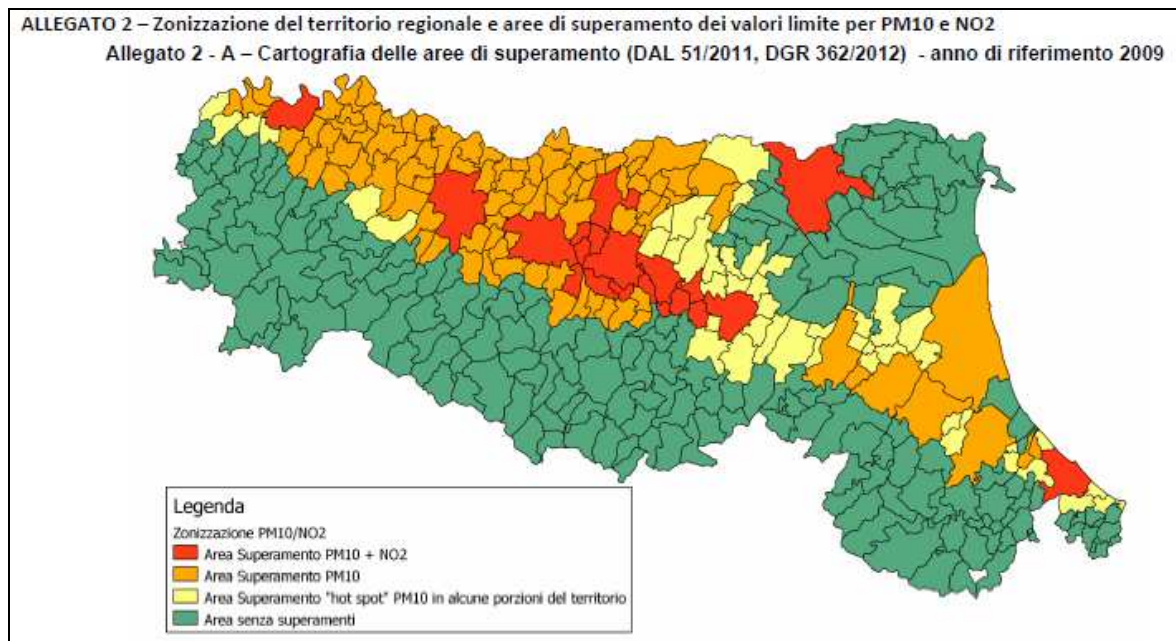 ALLEGATO 2 – Zonizzazione del territorio regionale e aree di superamento dei valori limite per PM10 e NO2
Allegato 2 - A – Cartografia delle aree di superamento (DAL 51/2011, DGR 362/2012) - anno di riferimento 2009
Legenda
Zonizzazione PM10/NO2
Area Superamento PM10 + NO2
Area Superamento PM10
Area Superamento "hot spot" PM10 in alcune porzioni del territorio
Area senza superamenti